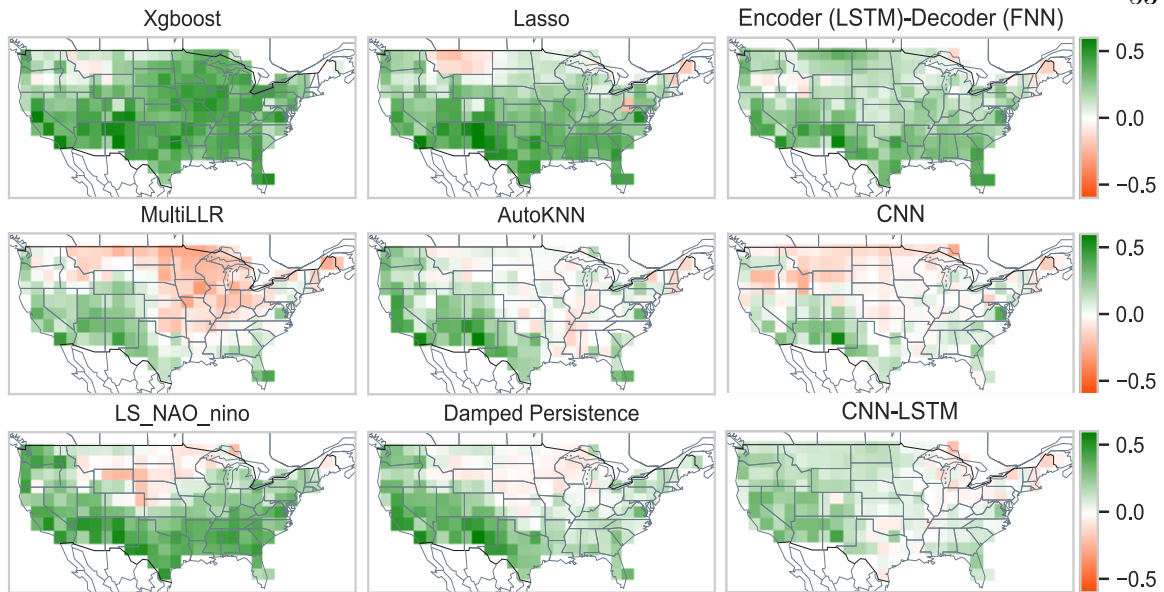 Xgboost
Lasso
Encoder (LSTM)-Decoder (FNN)
0.5
0.0
−0.5
MultiLLR
AutoKNN
CNN
0.5
0.0
−0.5
LS_NAO_nino
Damped Persistence
CNN-LSTM
0.5
0.0
−0.5